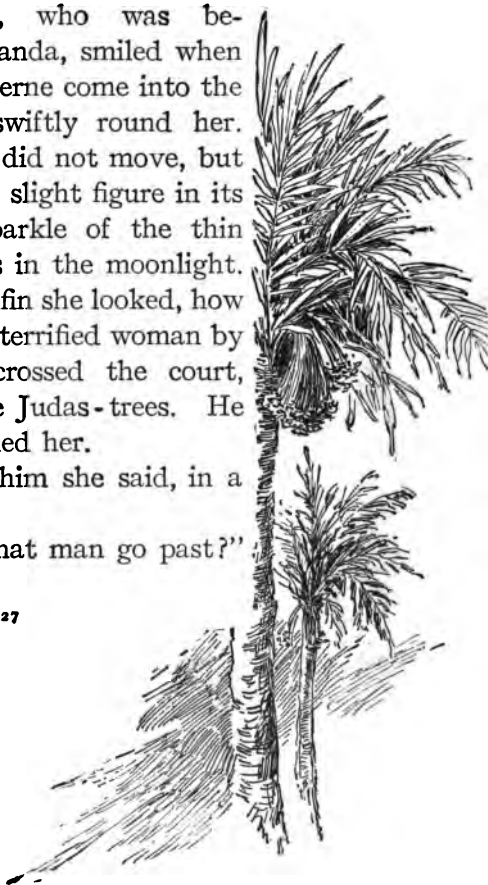 who was be-
anda, smiled when
erne come into the
swiftly round her.
did not move, but
slight figure in its
arkle of the thin
s in the moonlight.
fin she looked, how
terrified woman by
crossed the court,
e Judas-trees. He
ed her.
him she said, in a
hat man go past?"
27